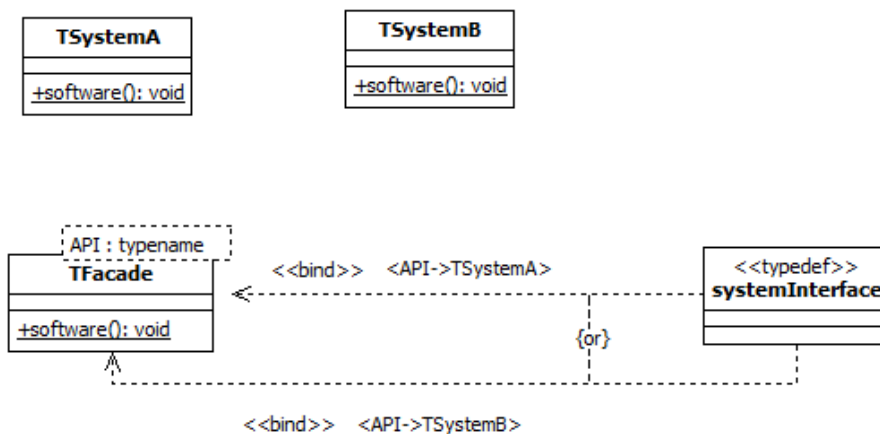 TSystemA
+software(): void
TSystemB
+software(): void
API : typename
TFacade
+software(): void
<<bind>> <API->TSystemA>
<<typedef>>
systemInterface
{or}
<<bind>> <API->TSystemB>